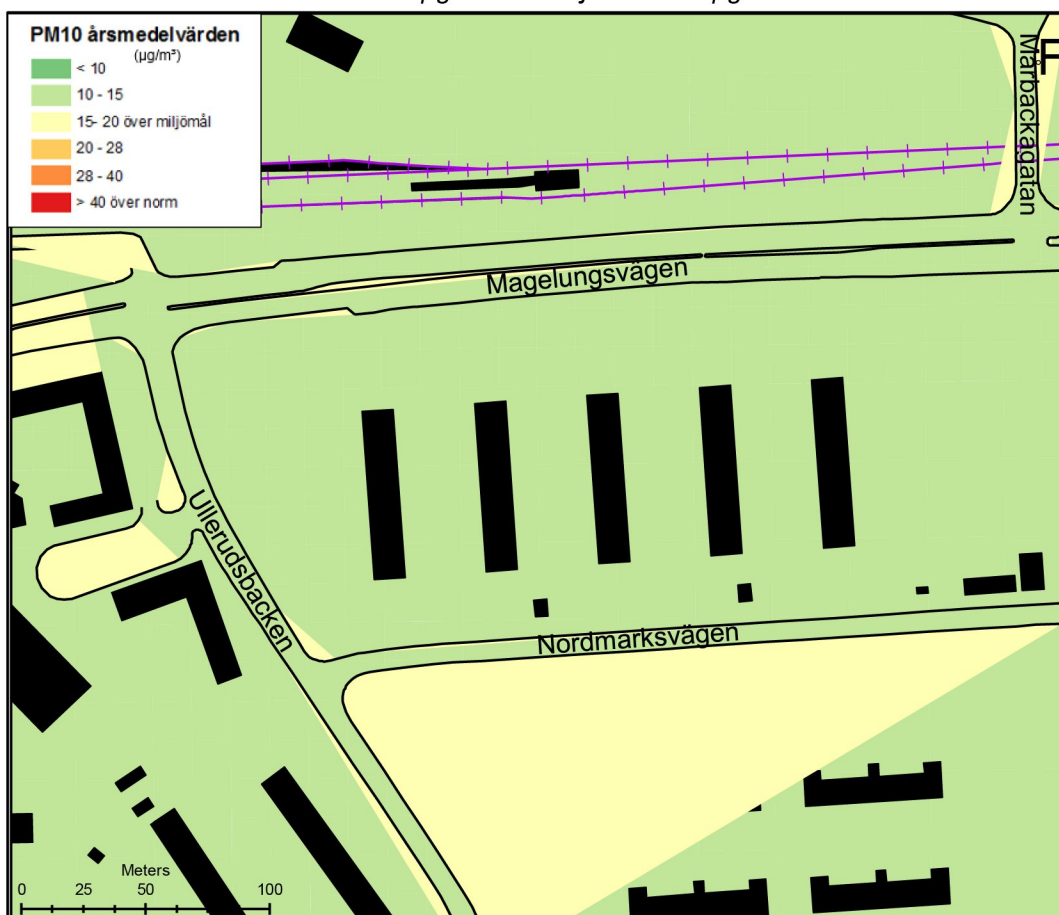 PM10 årsmedelvärden
(µg/m³)
< 10
10 - 15
15- 20 över miljömål
20 - 28
28 - 40
> 40 över norm
Mårbackagatan
Magelungsvägen
Ullerudsbacken
Nordmarksvägen
Meters
0 25 50 100